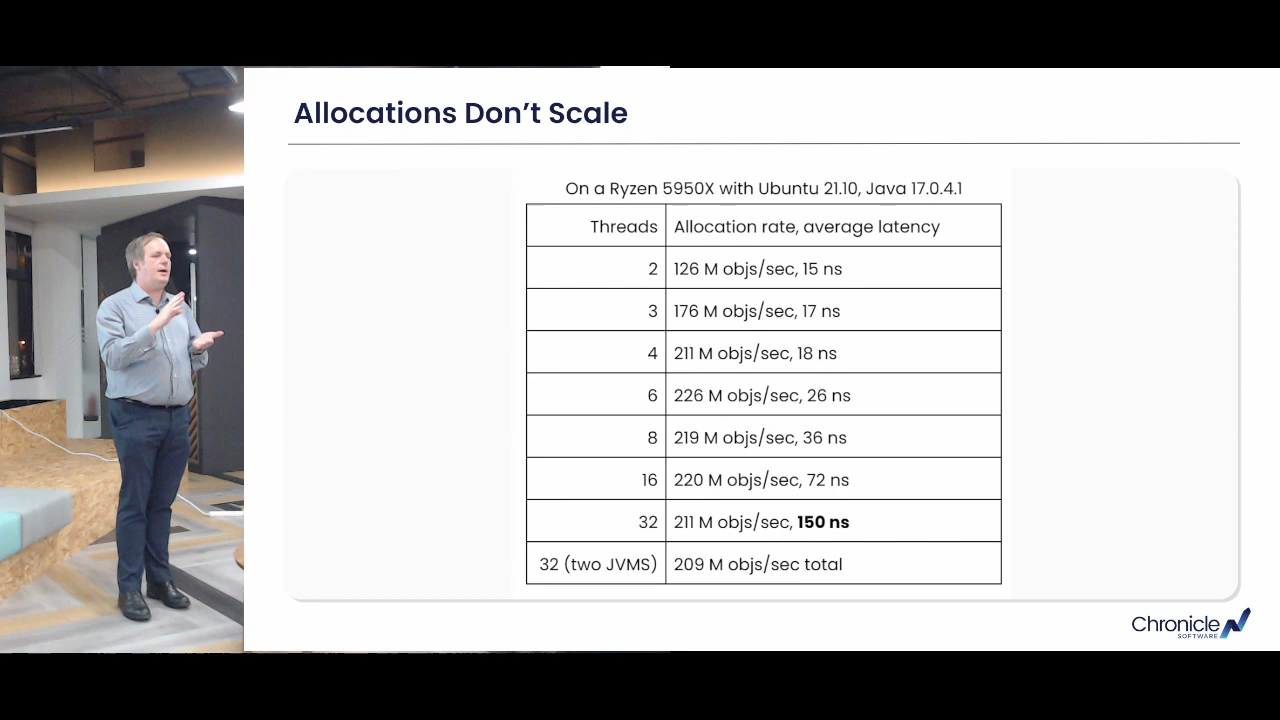 Allocations Don’t Scale
On a Ryzen 5950X with Ubuntu 21.10, Java 17.0.4.1
Threads Allocation rate, average latency
2 126 M objs/sec, 15 ns
3 176 M objs/sec, 17 ns
4 211 M objs/sec, 18 ns
6 226 M objs/sec, 26 ns
8 219 M objs/sec, 36 ns
16 220 M objs/sec, 72 ns
32 211 M objs/sec, 150 ns
32 (two JVMS) 209 M objs/sec total
Chronicle
SOFTWARE